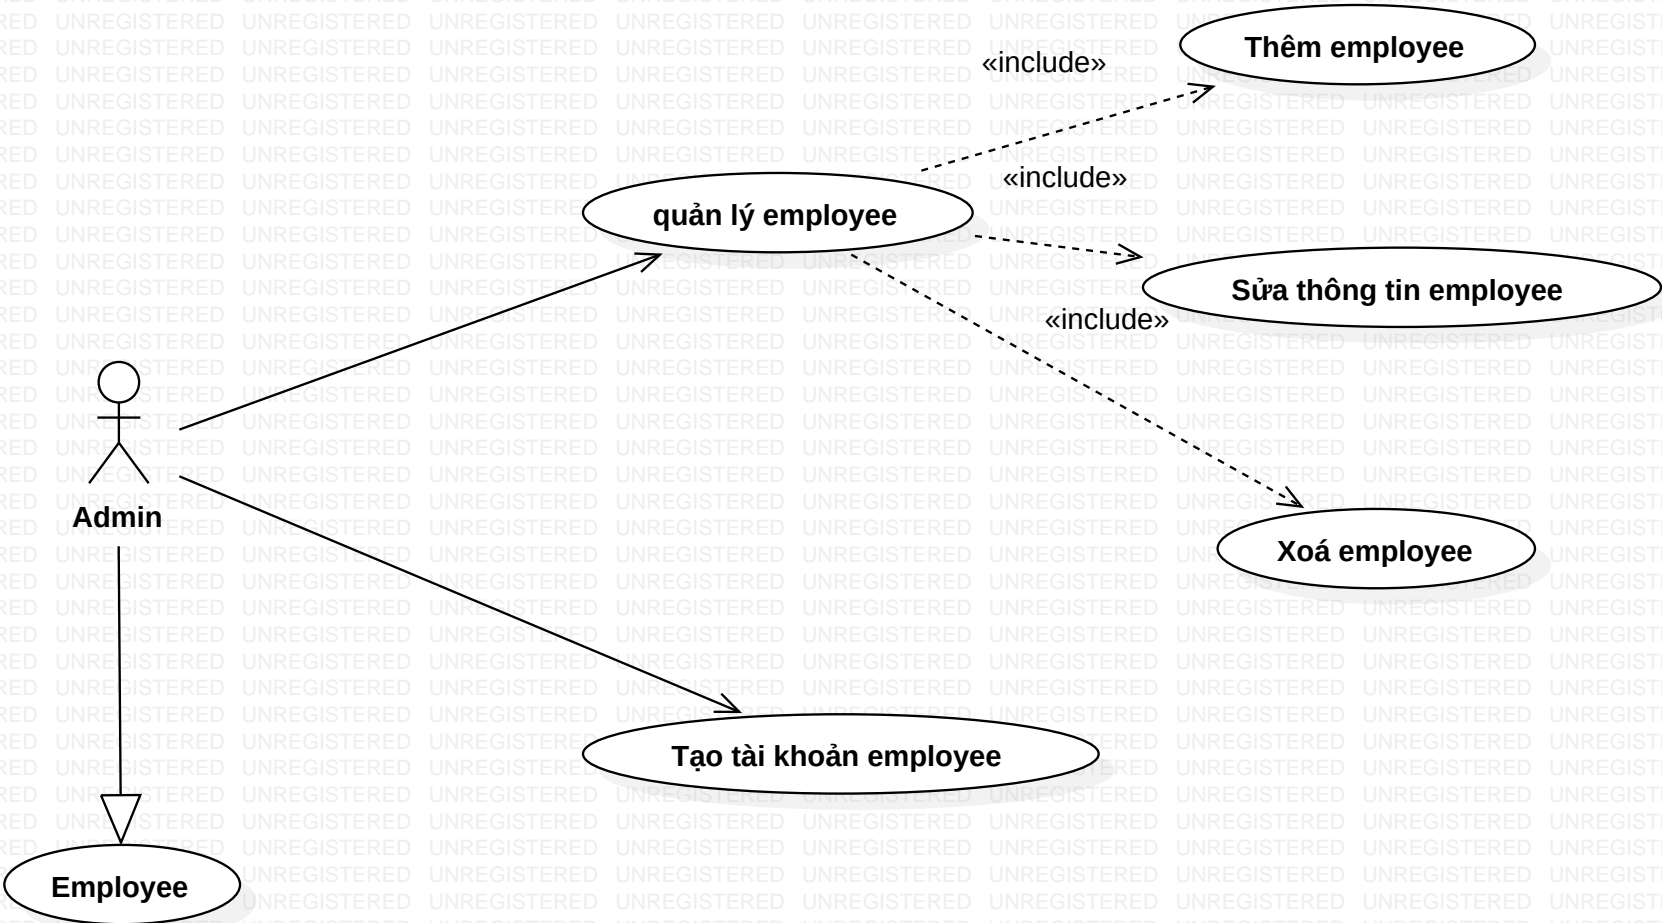 Thêm employee
«include»
«include»
quản lý employee
Sửa thông tin employee
«include»
Admin
Xoá employee
Tạo tài khoản employee
Employee
UNREGISTERED